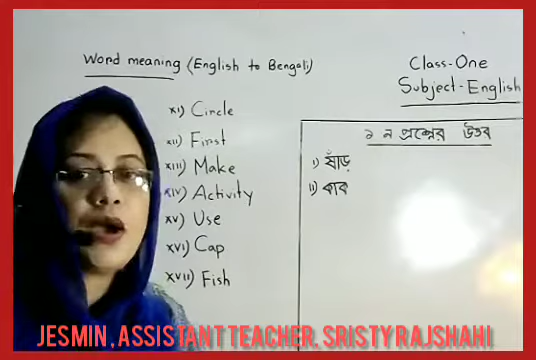 Word meaning (English to Bengali)
xi) Circle
xii) First
xiii) Make
xiv) Activity
xv) Use
xvi) Cap
xvii) Fish
Class-One
Subject-English
১ ন প্রশ্নের উত্তর
i) ষাঁড়
ii) কাক
JESMIN, ASSISTANT TEACHER, SRISTY RAJSHAHI